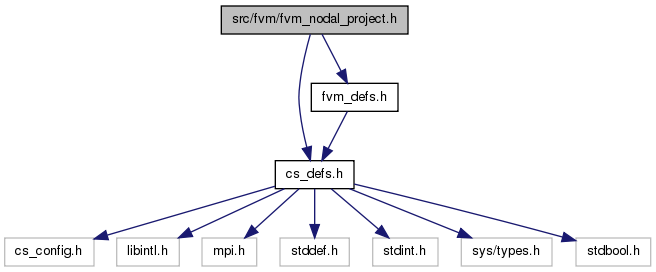 src/fvm/fvm_nodal_project.h
fvm_defs.h
cs_defs.h
cs_config.h
libintl.h
mpi.h
stddef.h
stdint.h
sys/types.h
stdbool.h